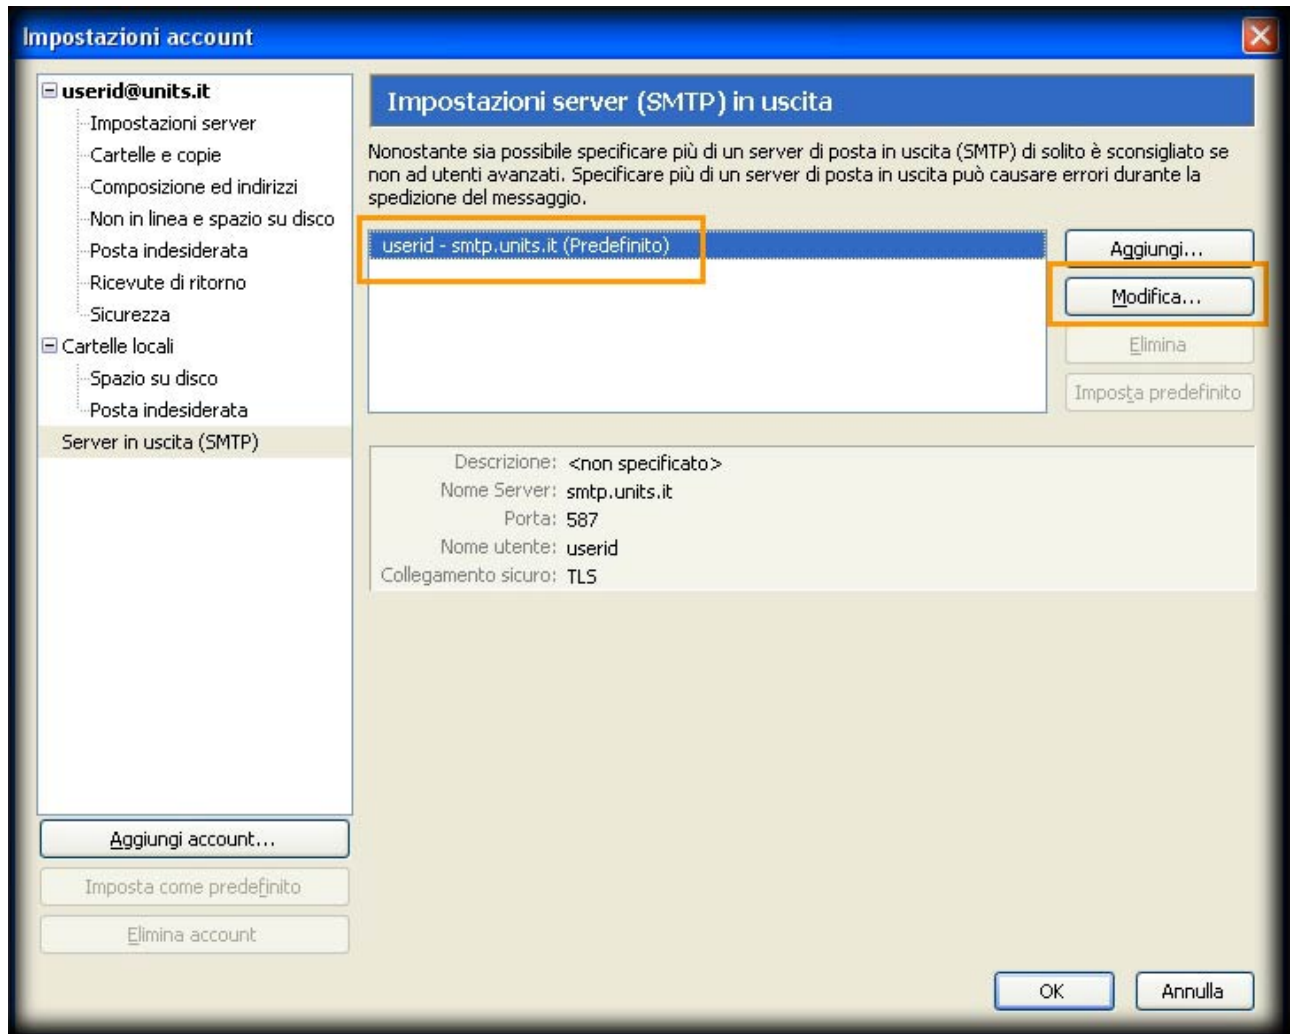 Impostazioni account
userid@units.it
Impostazioni server
Cartelle e copie
Composizione ed indirizzi
Non in linea e spazio su disco
Posta indesiderata
Ricevute di ritorno
Sicurezza
Cartelle locali
Spazio su disco
Posta indesiderata
Server in uscita (SMTP)
Aggiungi account...
Imposta come predefinito
Elimina account
Impostazioni server (SMTP) in uscita
Nonostante sia possibile specificare più di un server di posta in uscita (SMTP) di solito è sconsigliato se
non ad utenti avanzati. Specificare più di un server di posta in uscita può causare errori durante la
spedizione del messaggio.
userid - smtp.units.it (Predefinito)
Aggiungi...
Modifica...
Elimina
Imposta predefinito
Descrizione: <non specificato>
Nome Server: smtp.units.it
Porta: 587
Nome utente: userid
Collegamento sicuro: TLS
OK
Annulla